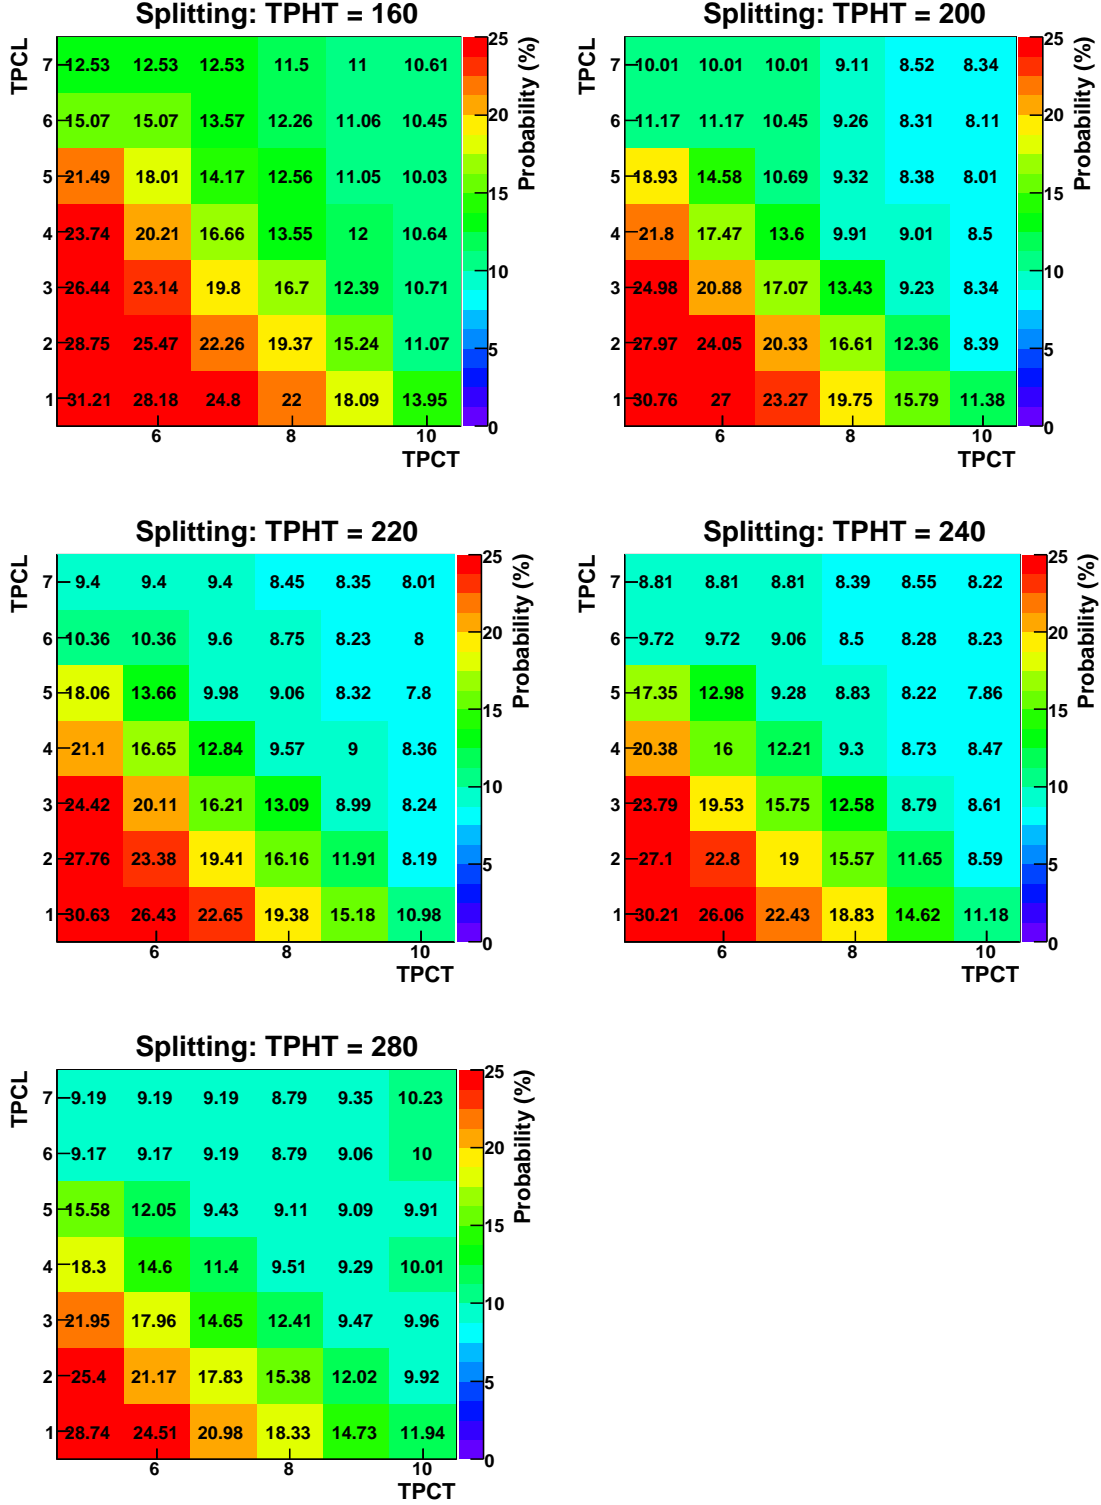 Splitting: TPHT = 160
TPCL
7 12.53 12.53 12.53 11.5 11 10.61
6 15.07 15.07 13.57 12.26 11.06 10.45
5 21.49 18.01 14.17 12.56 11.05 10.03
4 23.74 20.21 16.66 13.55 12 10.64
3 26.44 23.14 19.8 16.7 12.39 10.71
2 28.75 25.47 22.26 19.37 15.24 11.07
1 31.21 28.18 24.8 22 18.09 13.95
6 8 10
TPCT
25
20
15
10
5
0
Probability (%)
Splitting: TPHT = 200
TPCL
7 10.01 10.01 10.01 9.11 8.52 8.34
6 11.17 11.17 10.45 9.26 8.31 8.11
5 18.93 14.58 10.69 9.32 8.38 8.01
4 21.8 17.47 13.6 9.91 9.01 8.5
3 24.98 20.88 17.07 13.43 9.23 8.34
2 27.97 24.05 20.33 16.61 12.36 8.39
1 30.76 27 23.27 19.75 15.79 11.38
6 8 10
TPCT
25
20
15
10
5
0
Probability (%)
Splitting: TPHT = 220
TPCL
7 9.4 9.4 9.4 8.45 8.35 8.01
6 10.36 10.36 9.6 8.75 8.23 8
5 18.06 13.66 9.98 9.06 8.32 7.8
4 21.1 16.65 12.84 9.57 9 8.36
3 24.42 20.11 16.21 13.09 8.99 8.24
2 27.76 23.38 19.41 16.16 11.91 8.19
1 30.63 26.43 22.65 19.38 15.18 10.98
6 8 10
TPCT
25
20
15
10
5
0
Probability (%)
Splitting: TPHT = 240
TPCL
7 8.81 8.81 8.81 8.39 8.55 8.22
6 9.72 9.72 9.06 8.5 8.28 8.23
5 17.35 12.98 9.28 8.83 8.22 7.86
4 20.38 16 12.21 9.3 8.73 8.47
3 23.79 19.53 15.75 12.58 8.79 8.61
2 27.1 22.8 19 15.57 11.65 8.59
1 30.21 26.06 22.43 18.83 14.62 11.18
6 8 10
TPCT
25
20
15
10
5
0
Probability (%)
Splitting: TPHT = 280
TPCL
7 9.19 9.19 9.19 8.79 9.35 10.23
6 9.17 9.17 9.19 8.79 9.06 10
5 15.58 12.05 9.43 9.11 9.09 9.91
4 18.3 14.6 11.4 9.51 9.29 10.01
3 21.95 17.96 14.65 12.41 9.47 9.96
2 25.4 21.17 17.83 15.38 12.02 9.92
1 28.74 24.51 20.98 18.33 14.73 11.94
6 8 10
TPCT
25
20
15
10
5
0
Probability (%)